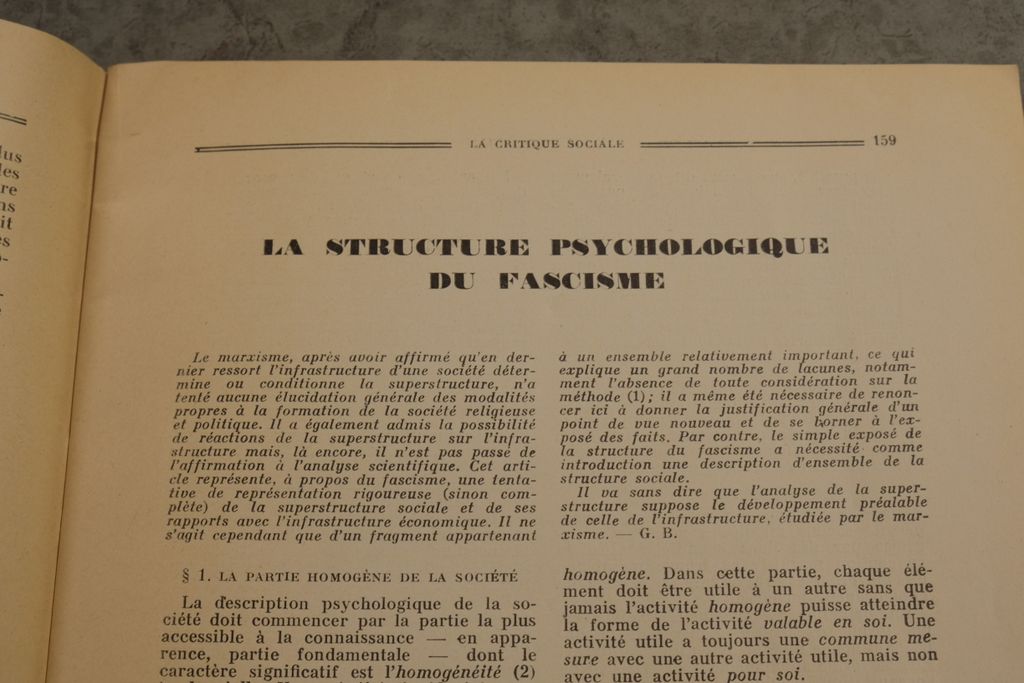 lus
les
re
ns
it
es
LA CRITIQUE SOCIALE
159
LA STRUCTURE PSYCHOLOGIQUE
DU FASCISME
Le marxisme, après avoir affirmé qu'en der-
nier ressort l'infrastructure d'une société déter-
mine ou conditionne la superstructure, n'a
tenté aucune élucidation générale des modalités
propres à la formation de la société religieuse
et politique. Il a également admis la possibilité
de réactions de la superstructure sur l'infra-
structure mais, là encore, il n'est pas passé de
l'affirmation à l'analyse scientifique. Cet arti-
cle représente, à propos du fascisme, une tenta-
tive de représentation rigoureuse (sinon com-
plète) de la superstructure sociale et de ses
rapports avec l'infrastructure économique. Il ne
s'agit cependant que d'un fragment appartenant
à un ensemble relativement important, ce qui
explique un grand nombre de lacunes, notam-
ment l'absence de toute considération sur la
méthode (1); il a même été nécessaire de renon-
cer ici à donner la justification générale d'un
point de vue nouveau et de se borner à l'ex-
posé des faits. Par contre, le simple exposé de
la structure du fascisme a nécessité comme
introduction une description d'ensemble de la
structure sociale.
Il va sans dire que l'analyse de la super-
structure suppose le développement préalable
de celle de l'infrastructure, étudiée par le mar-
xisme. — G. B.
§ 1. LA PARTIE HOMOGÈNE DE LA SOCIÉTÉ
La description psychologique de la so-
ciété doit commencer par la partie la plus
accessible à la connaissance — en appa-
rence, partie fondamentale — dont le
caractère significatif est l'homogénéité (2)
homogène. Dans cette partie, chaque élé-
ment doit être utile à un autre sans que
jamais l'activité homogène puisse atteindre
la forme de l'activité valable en soi. Une
activité utile a toujours une commune me-
sure avec une autre activité utile, mais non
avec une activité pour soi.